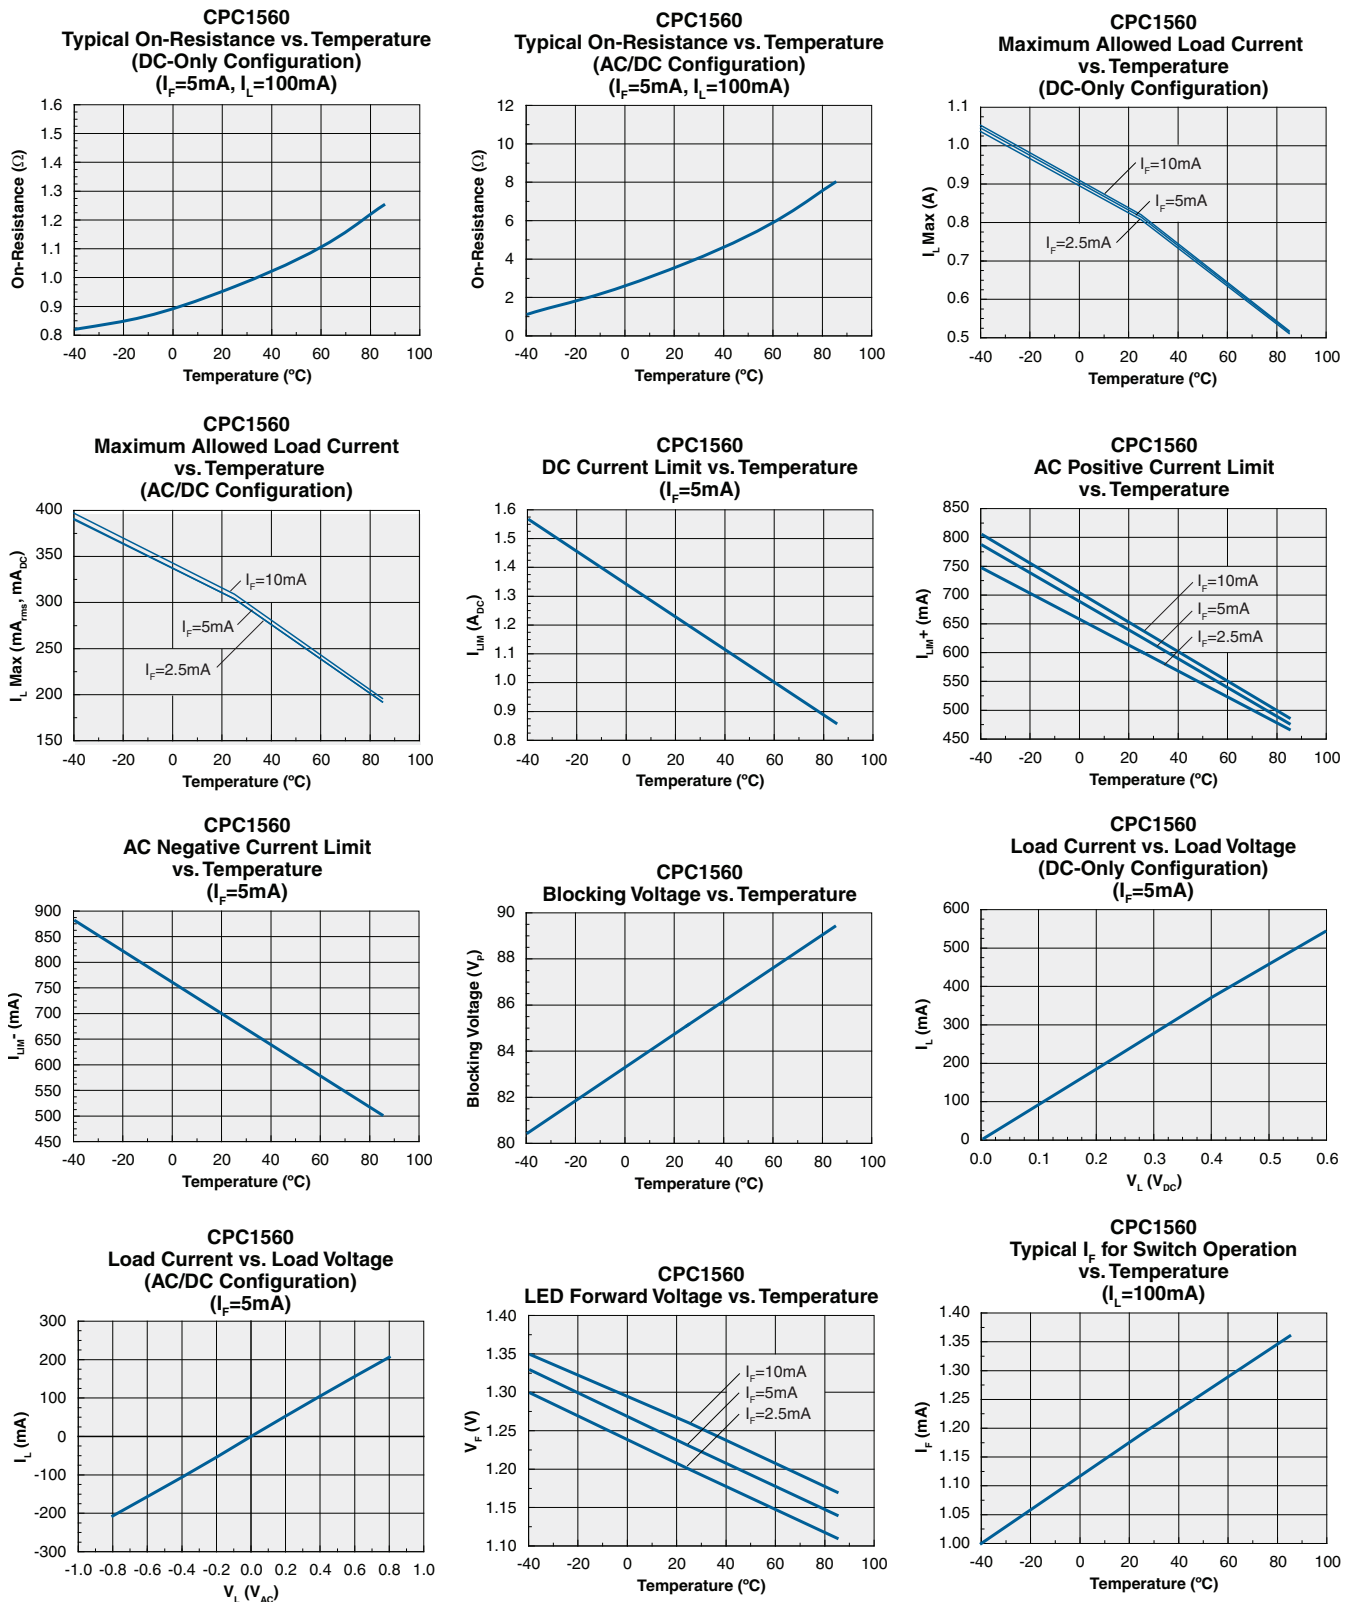 CPC1560
Typical On-Resistance vs. Temperature
(DC-Only Configuration)
(IF=5mA, IL=100mA)
On-Resistance (Ω)
1.6
1.5
1.4
1.3
1.2
1.1
1.0
0.9
0.8
-40 -20 0 20 40 60 80 100
Temperature (ºC)
CPC1560
Typical On-Resistance vs. Temperature
(AC/DC Configuration)
(IF=5mA, IL=100mA)
On-Resistance (Ω)
12
10
8
6
4
2
0
-40 -20 0 20 40 60 80 100
Temperature (ºC)
CPC1560
Maximum Allowed Load Current
vs. Temperature
(DC-Only Configuration)
IL Max (A)
1.1
1.0
0.9
0.8
0.7
0.6
0.5
IF=10mA
IF=5mA
IF=2.5mA
-40 -20 0 20 40 60 80 100
Temperature (ºC)
CPC1560
Maximum Allowed Load Current
vs. Temperature
(AC/DC Configuration)
IL Max (mArms, mADC)
400
350
300
250
200
150
IF=10mA
IF=5mA
IF=2.5mA
-40 -20 0 20 40 60 80 100
Temperature (ºC)
CPC1560
DC Current Limit vs. Temperature
(IF=5mA)
ILIM (ADC)
1.6
1.5
1.4
1.3
1.2
1.1
1.0
0.9
0.8
-40 -20 0 20 40 60 80 100
Temperature (ºC)
CPC1560
AC Positive Current Limit
vs. Temperature
ILIM+ (mA)
850
800
750
700
650
600
550
500
450
IF=10mA
IF=5mA
IF=2.5mA
-40 -20 0 20 40 60 80 100
Temperature (ºC)
CPC1560
AC Negative Current Limit
vs. Temperature
(IF=5mA)
ILIM- (mA)
900
850
800
750
700
650
600
550
500
450
-40 -20 0 20 40 60 80 100
Temperature (ºC)
CPC1560
Blocking Voltage vs. Temperature
Blocking Voltage (VP)
90
88
86
84
82
80
-40 -20 0 20 40 60 80 100
Temperature (ºC)
CPC1560
Load Current vs. Load Voltage
(DC-Only Configuration)
(IF=5mA)
IL (mA)
600
500
400
300
200
100
0
0.0 0.1 0.2 0.3 0.4 0.5 0.6
VL (VDC)
CPC1560
Load Current vs. Load Voltage
(AC/DC Configuration)
(IF=5mA)
IL (mA)
300
200
100
0
-100
-200
-300
-1.0 -0.8 -0.6 -0.4 -0.2 0.0 0.2 0.4 0.6 0.8 1.0
VL (VAC)
CPC1560
LED Forward Voltage vs. Temperature
VF (V)
1.40
1.35
1.30
1.25
1.20
1.15
1.10
IF=10mA
IF=5mA
IF=2.5mA
-40 -20 0 20 40 60 80 100
Temperature (ºC)
CPC1560
Typical IF for Switch Operation
vs. Temperature
(IL=100mA)
IF (mA)
1.40
1.35
1.30
1.25
1.20
1.10
1.05
1.00
-40 -20 0 20 40 60 80 100
Temperature (ºC)